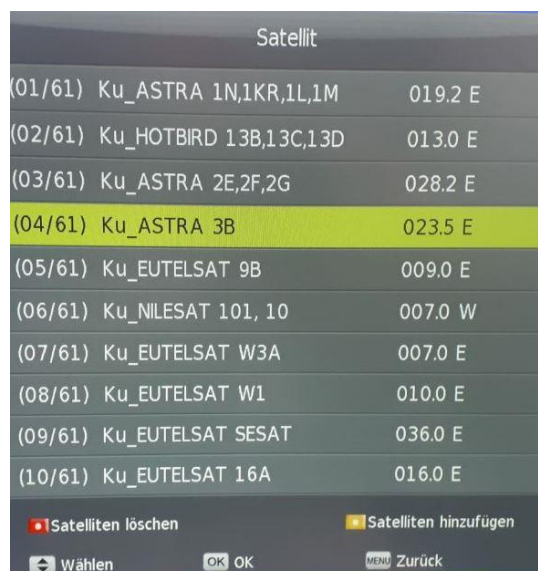 Satellit
(01/61) Ku_ASTRA 1N,1KR,1L,1M 019.2 E
(02/61) Ku_HOTBIRD 13B,13C,13D 013.0 E
(03/61) Ku_ASTRA 2E,2F,2G 028.2 E
(04/61) Ku_ASTRA 3B 023.5 E
(05/61) Ku_EUTELSAT 9B 009.0 E
(06/61) Ku_NILESAT 101, 10 007.0 W
(07/61) Ku_EUTELSAT W3A 007.0 E
(08/61) Ku_EUTELSAT W1 010.0 E
(09/61) Ku_EUTELSAT SESAT 036.0 E
(10/61) Ku_EUTELSAT 16A 016.0 E
Satelliten löschen Satelliten hinzufügen
Wählen OK OK MENU Zurück